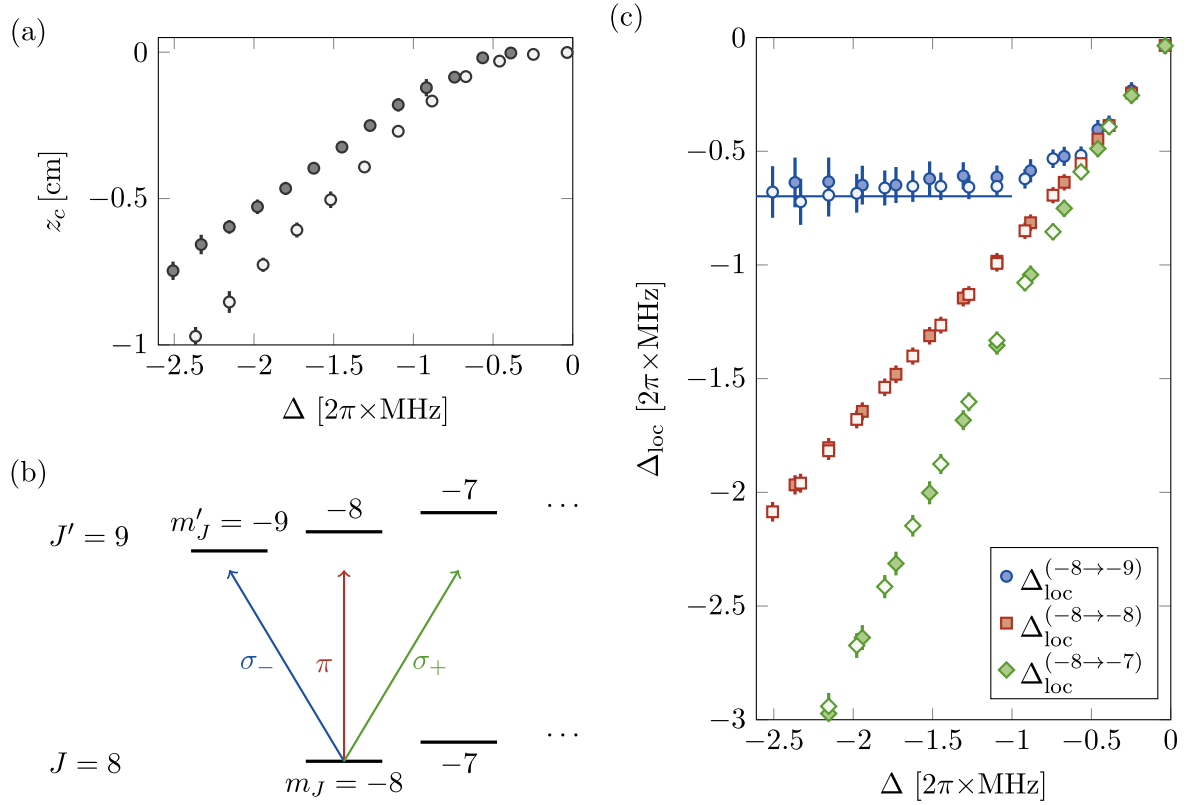 (a)
0
−0.5
−1
z_c [cm]
−2.5 −2 −1.5 −1 −0.5 0
Δ [2π×MHz]
(b)
J′ = 9
m′_J = −9
−8
−7
...
σ−
π
σ+
J = 8
m_J = −8
−7
...
(c)
0
−0.5
−1
−1.5
−2
−2.5
−3
Δ_loc [2π×MHz]
−2.5 −2 −1.5 −1 −0.5 0
Δ [2π×MHz]
Δ_loc^(−8→−9)
Δ_loc^(−8→−8)
Δ_loc^(−8→−7)